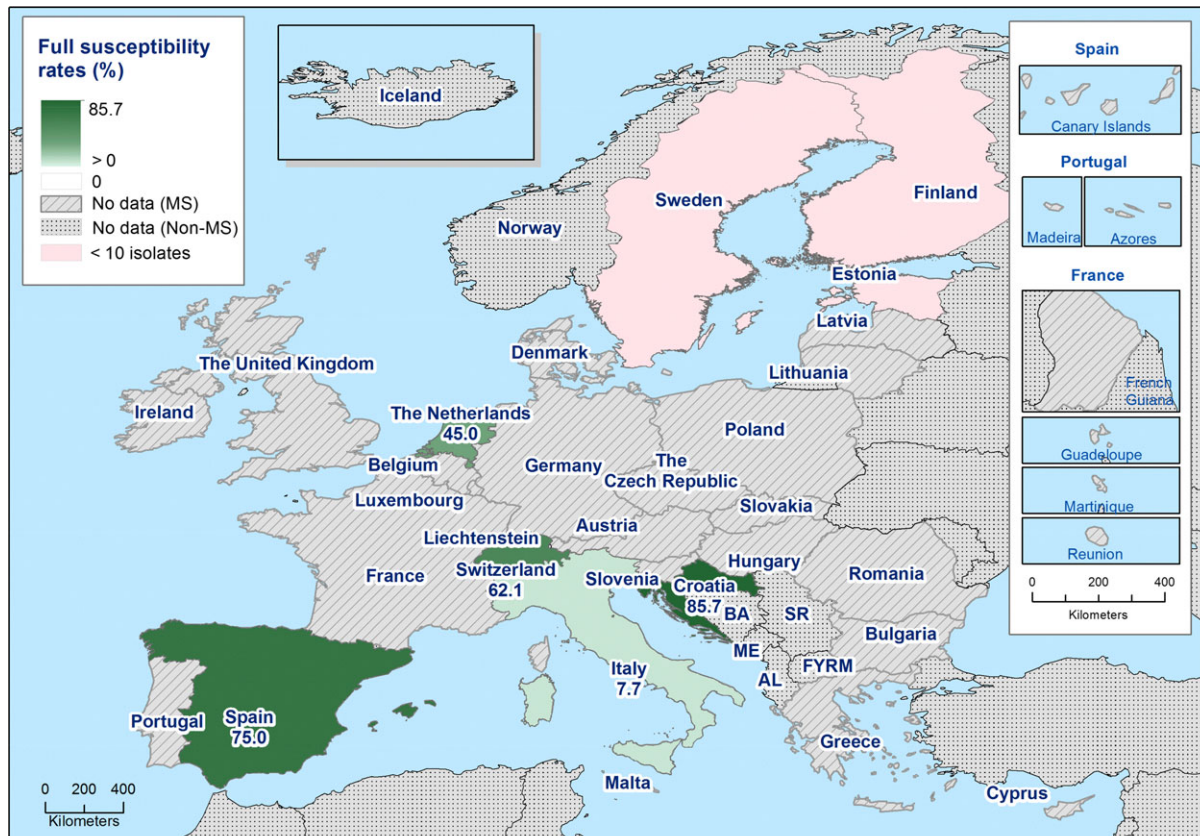 Full susceptibility
rates (%)
85.7
> 0
0
No data (MS)
No data (Non-MS)
< 10 isolates
Iceland
Norway
Sweden
Finland
Estonia
Latvia
Lithuania
Denmark
The United Kingdom
Ireland
The Netherlands
45.0
Belgium
Luxembourg
Germany
Poland
The
Czech Republic
Slovakia
Austria
Liechtenstein
Switzerland
62.1
France
Hungary
Romania
Slovenia
Croatia
85.7
BA
SR
Bulgaria
ME
FYRM
AL
Italy
7.7
Portugal
Spain
75.0
Greece
Malta
Cyprus
0 200 400
Kilometers
Spain
Canary Islands
Portugal
Madeira
Azores
France
French
Guiana
Guadeloupe
Martinique
Reunion
0 200 400
Kilometers